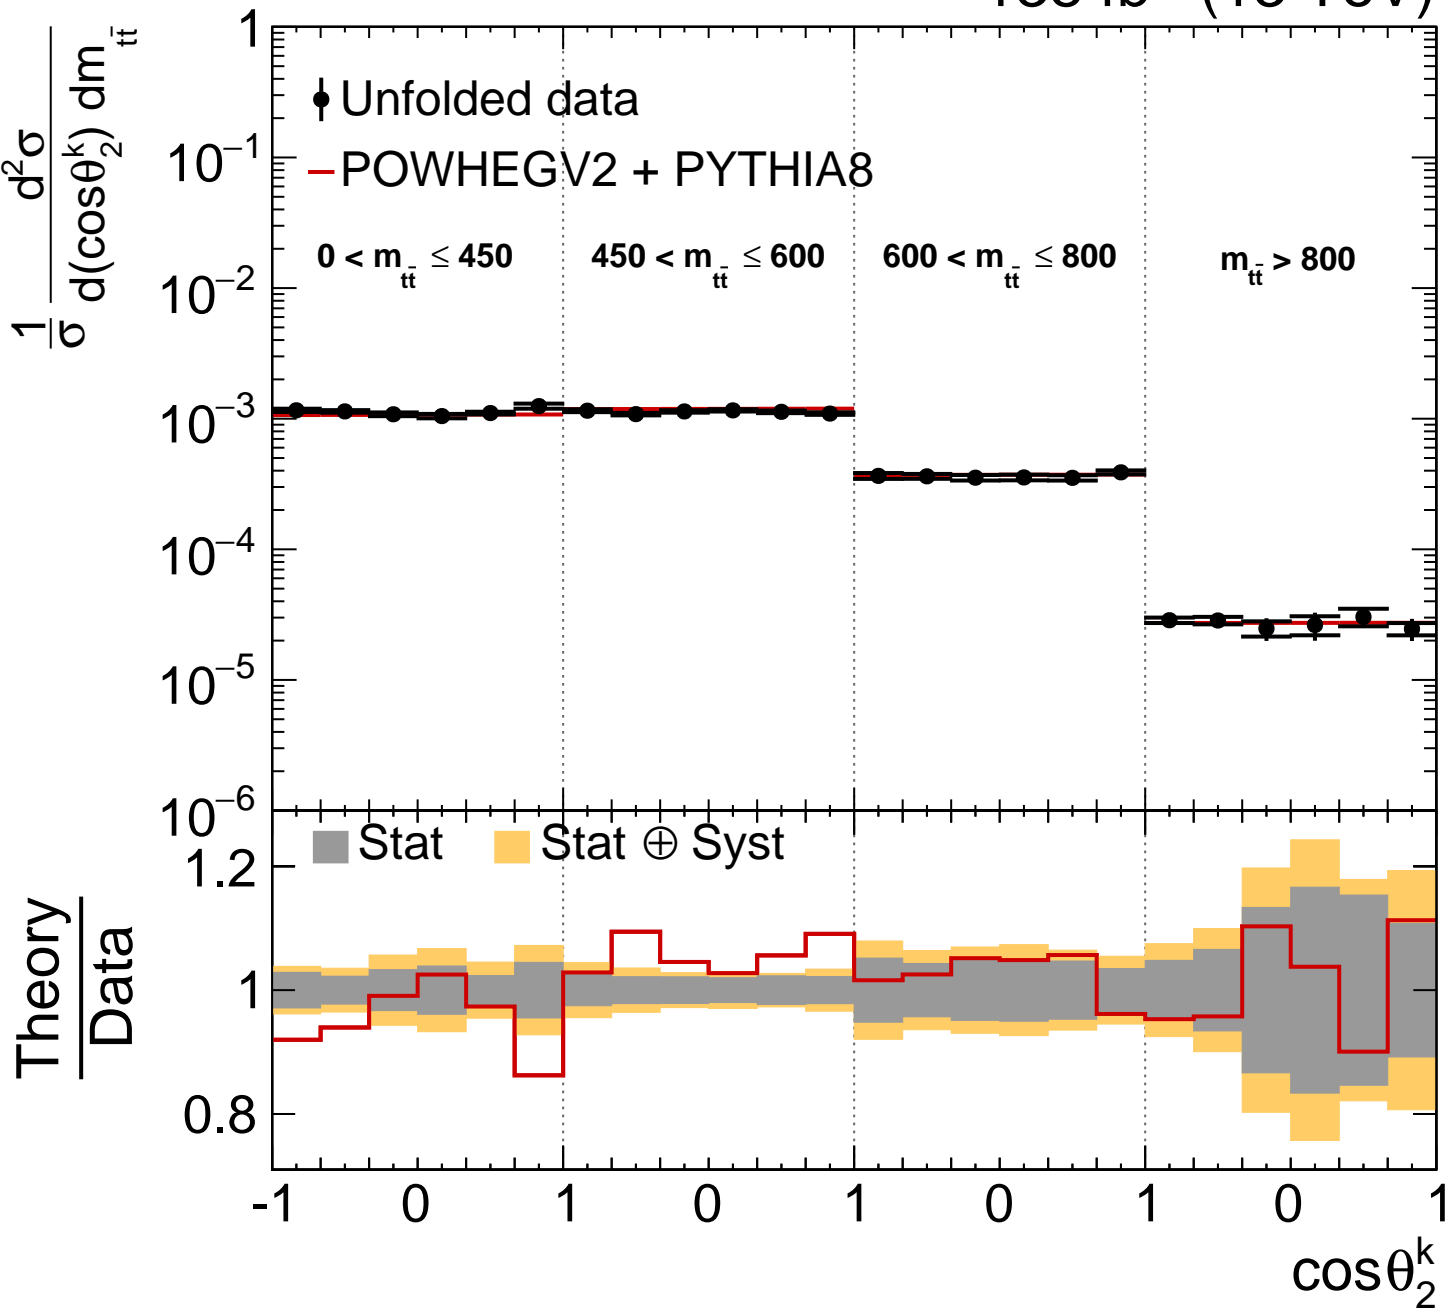 1/σ d²σ/d(cosθ₂ᵏ) dm_tt̄
Unfolded data
POWHEGV2 + PYTHIA8
0 < m_tt̄ ≤ 450
450 < m_tt̄ ≤ 600
600 < m_tt̄ ≤ 800
m_tt̄ > 800
1
10⁻¹
10⁻²
10⁻³
10⁻⁴
10⁻⁵
10⁻⁶
Stat
Stat ⊕ Syst
Theory
Data
1.2
1
0.8
-1 0 1 0 1 0 1 0 1
cosθ₂ᵏ